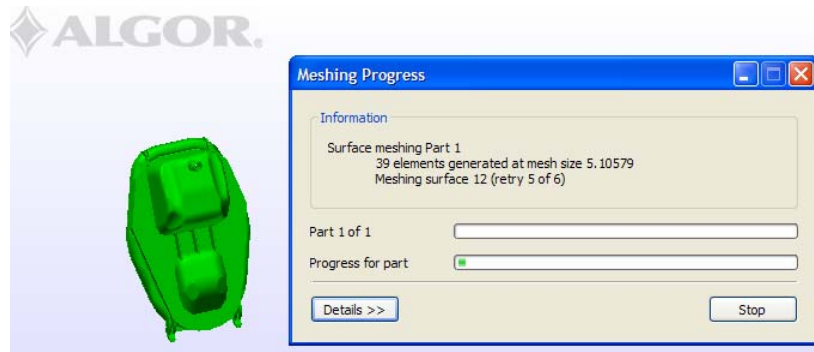 ALGOR.
Meshing Progress
Information
Surface meshing Part 1
39 elements generated at mesh size 5.10579
Meshing surface 12 (retry 5 of 6)
Part 1 of 1
Progress for part
Details >>
Stop